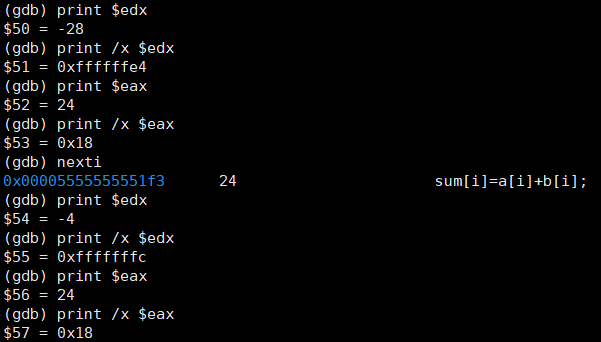 (gdb) print $edx
$50 = -28
(gdb) print /x $edx
$51 = 0xffffffe4
(gdb) print $eax
$52 = 24
(gdb) print /x $eax
$53 = 0x18
(gdb) nexti
0x00005555555551f3 24 sum[i]=a[i]+b[i];
(gdb) print $edx
$54 = -4
(gdb) print /x $edx
$55 = 0xfffffffc
(gdb) print $eax
$56 = 24
(gdb) print /x $eax
$57 = 0x18